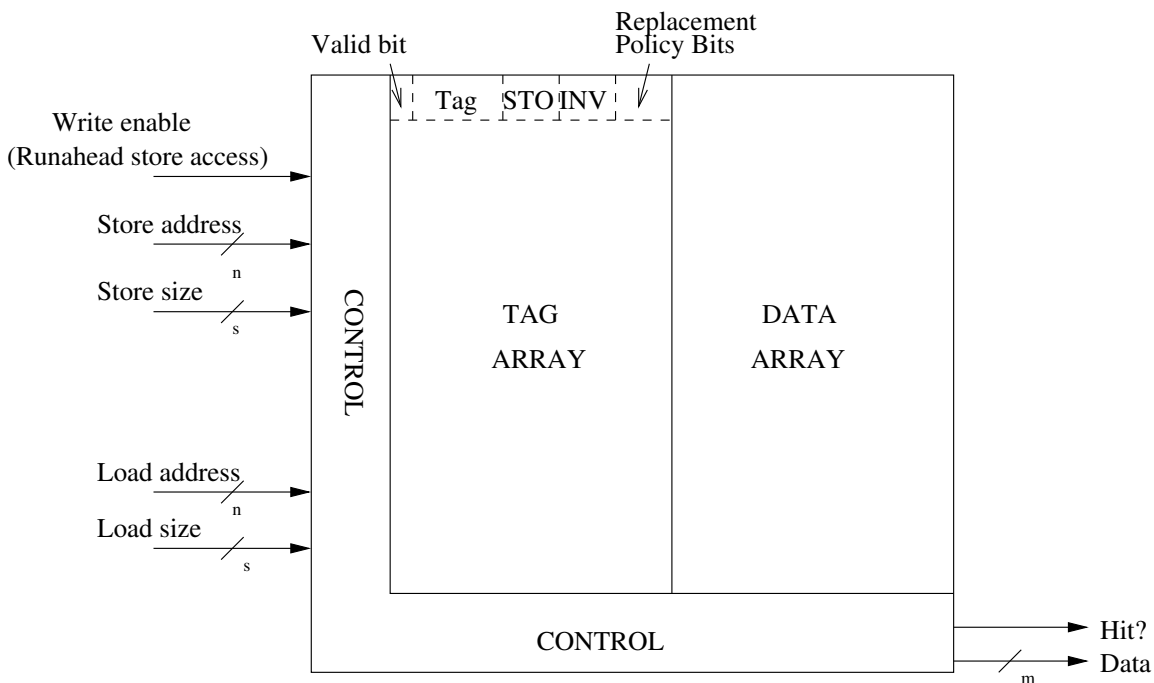 Replacement
Valid bit
Policy Bits
Tag
STO
INV
Write enable
(Runahead store access)
Store address
n
Store size
s
CONTROL
TAG
ARRAY
DATA
ARRAY
Load address
n
Load size
s
CONTROL
Hit?
Data
m